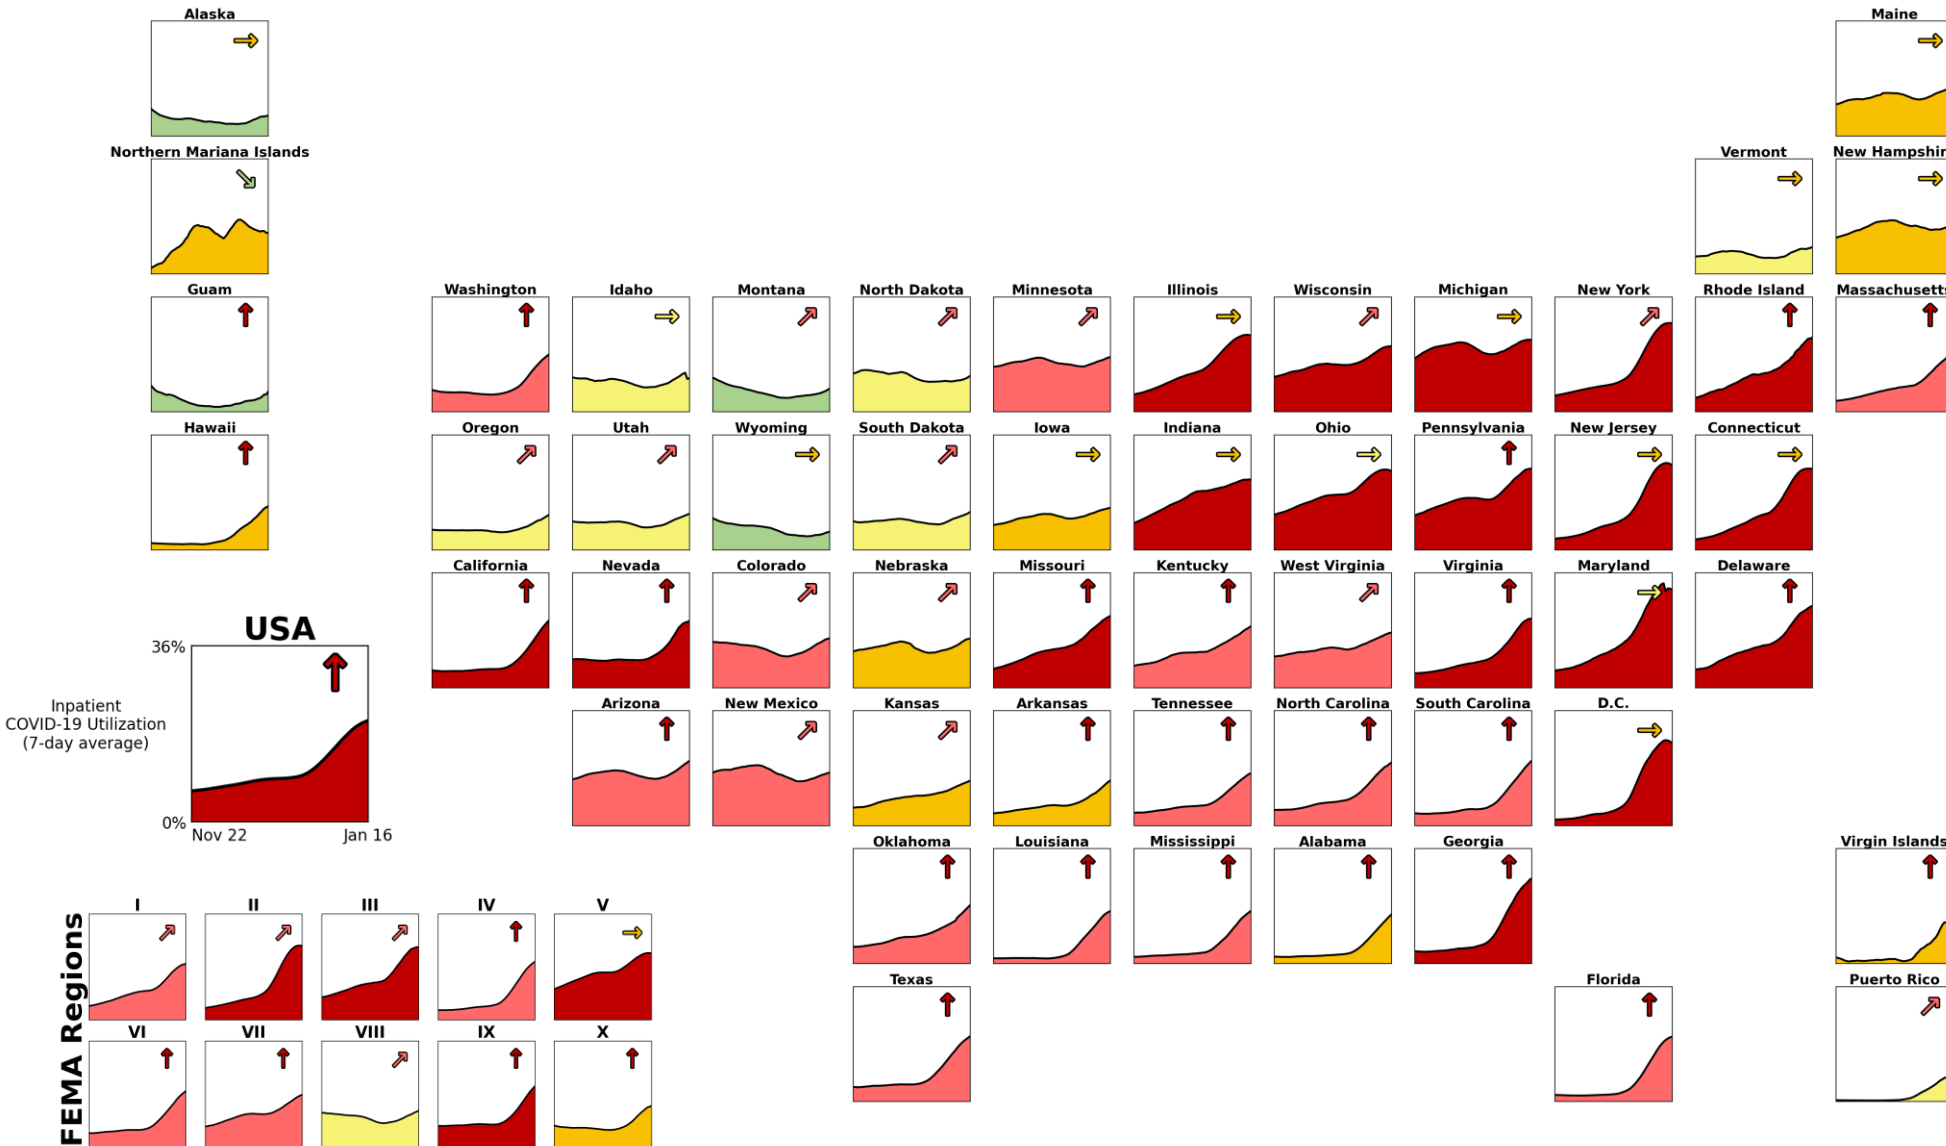 Alaska
Maine
Northern Mariana Islands
Vermont
New Hampshir
Guam
Washington
Idaho
Montana
North Dakota
Minnesota
Illinois
Wisconsin
Michigan
New York
Rhode Island
Massachusetts
Hawaii
Oregon
Utah
Wyoming
South Dakota
Iowa
Indiana
Ohio
Pennsylvania
New Jersey
Connecticut
California
Nevada
Colorado
Nebraska
Missouri
Kentucky
West Virginia
Virginia
Maryland
Delaware
USA
36%
Inpatient
COVID-19 Utilization
(7-day average)
0%
Nov 22
Jan 16
Arizona
New Mexico
Kansas
Arkansas
Tennessee
North Carolina
South Carolina
D.C.
Oklahoma
Louisiana
Mississippi
Alabama
Georgia
Virgin Islands
Texas
Florida
Puerto Rico
FEMA Regions
I
II
III
IV
V
VI
VII
VIII
IX
X